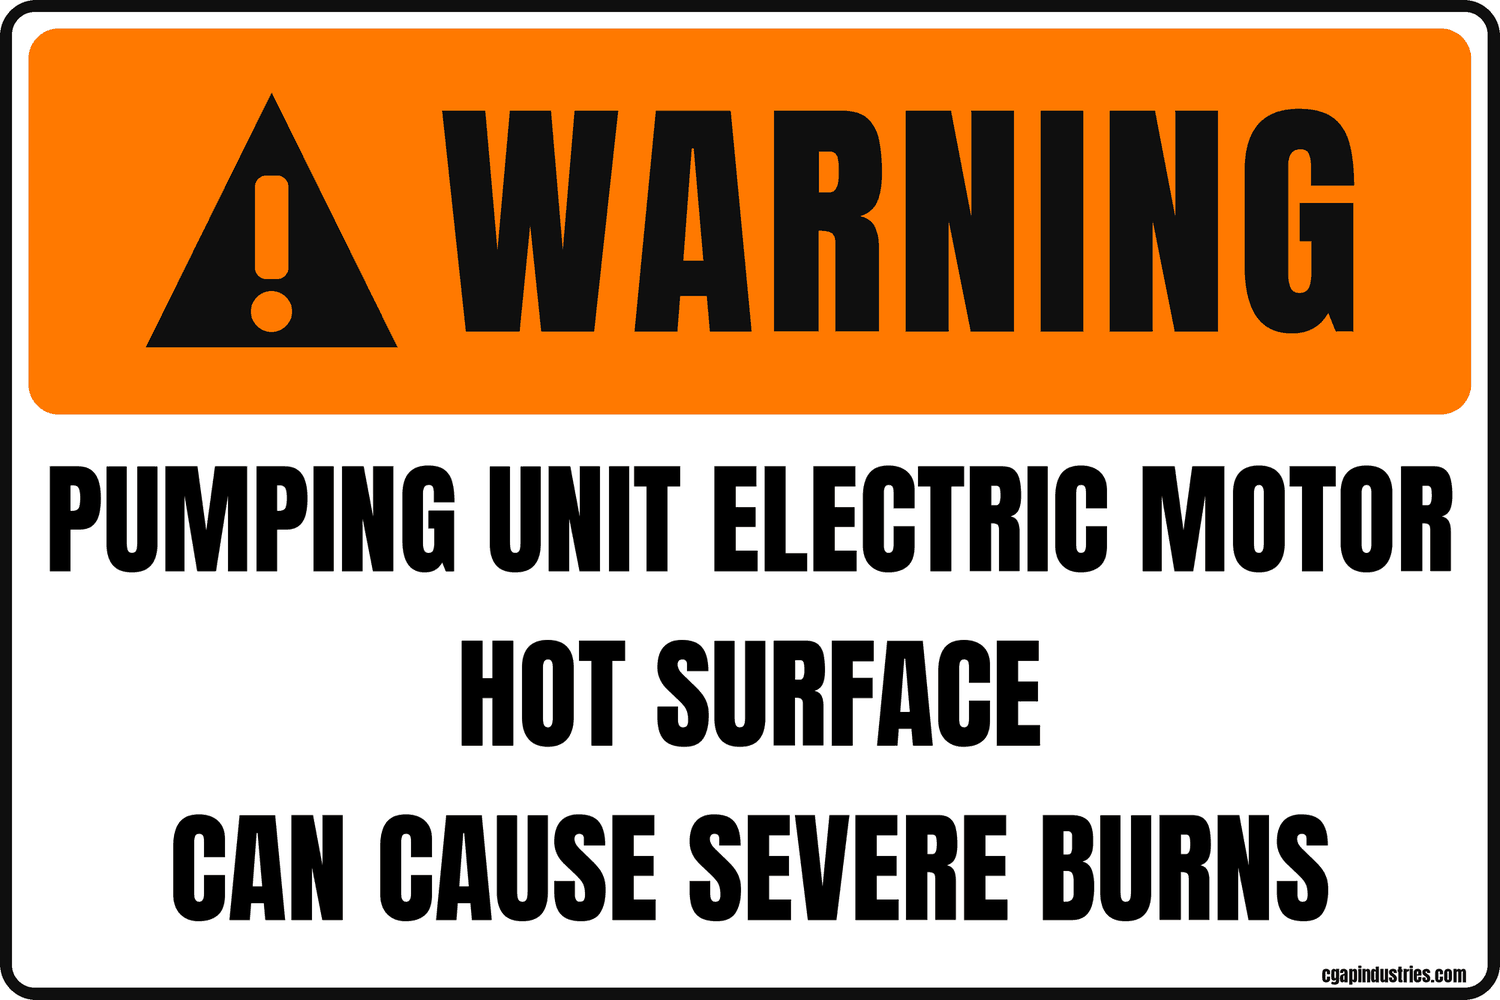 WARNING
PUMPING UNIT ELECTRIC MOTOR
HOT SURFACE
CAN CAUSE SEVERE BURNS
cgapindustries.com